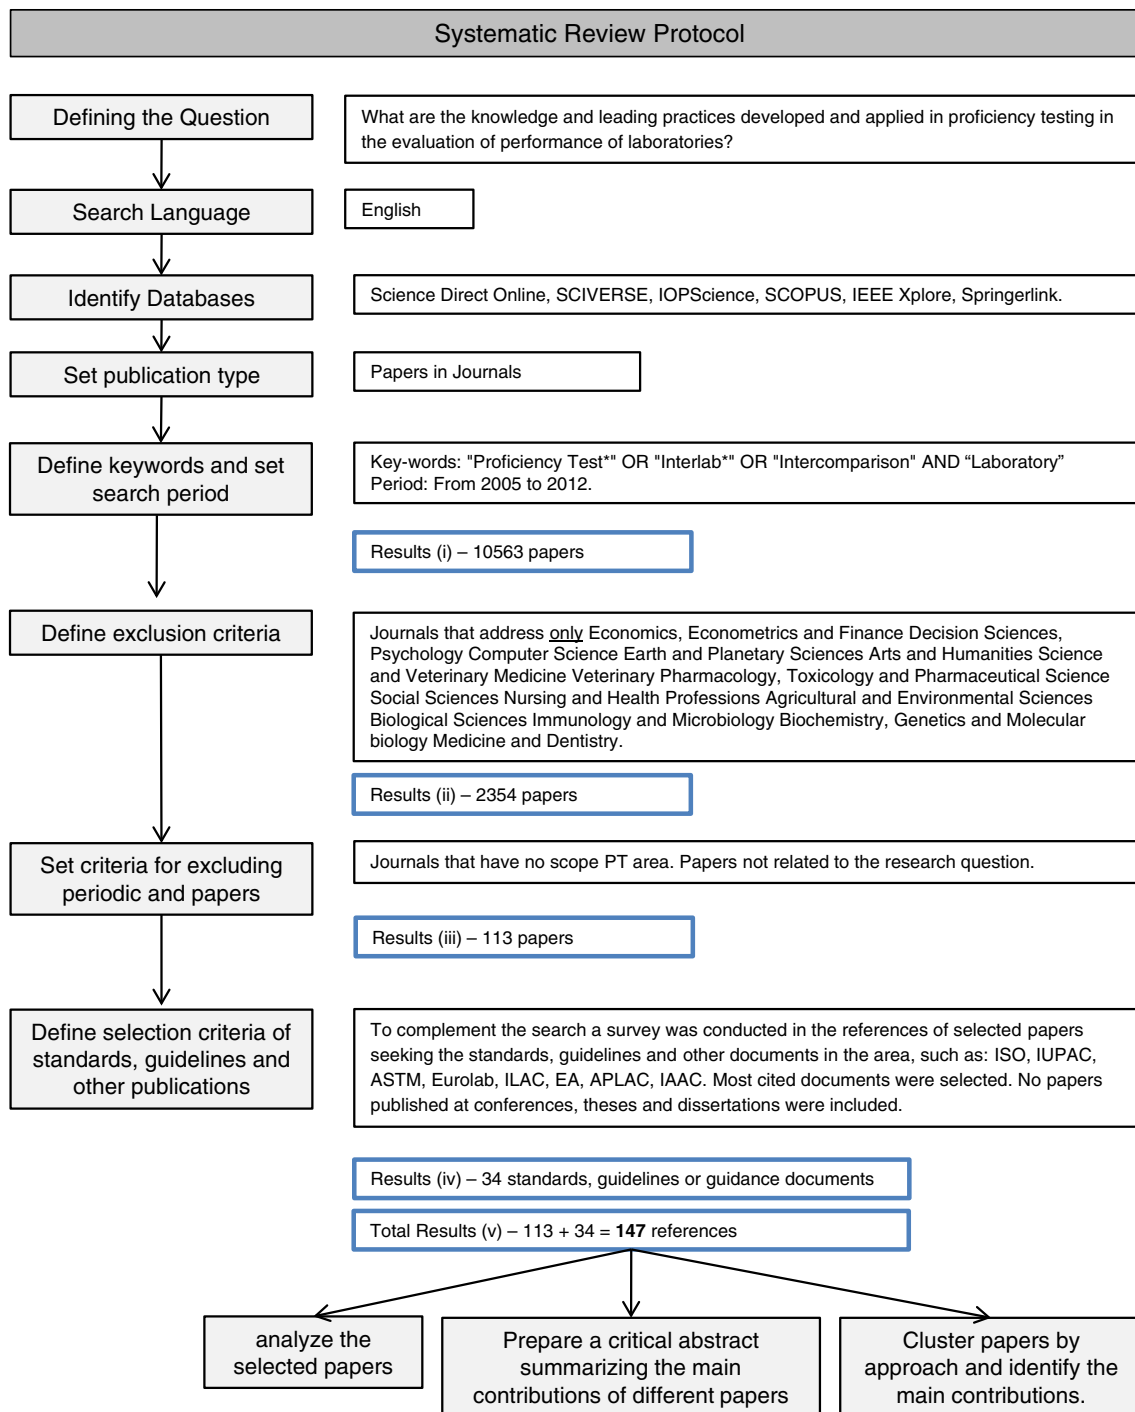 Systematic Review Protocol
Defining the Question
What are the knowledge and leading practices developed and applied in proficiency testing in
the evaluation of performance of laboratories?
Search Language
English
Identify Databases
Science Direct Online, SCIVERSE, IOPScience, SCOPUS, IEEE Xplore, Springerlink.
Set publication type
Papers in Journals
Define keywords and set
search period
Key-words: "Proficiency Test*" OR "Interlab*" OR "Intercomparison" AND “Laboratory”
Period: From 2005 to 2012.
Results (i) – 10563 papers
Define exclusion criteria
Journals that address only Economics, Econometrics and Finance Decision Sciences,
Psychology Computer Science Earth and Planetary Sciences Arts and Humanities Science
and Veterinary Medicine Veterinary Pharmacology, Toxicology and Pharmaceutical Science
Social Sciences Nursing and Health Professions Agricultural and Environmental Sciences
Biological Sciences Immunology and Microbiology Biochemistry, Genetics and Molecular
biology Medicine and Dentistry.
Results (ii) – 2354 papers
Set criteria for excluding
periodic and papers
Journals that have no scope PT area. Papers not related to the research question.
Results (iii) – 113 papers
Define selection criteria of
standards, guidelines and
other publications
To complement the search a survey was conducted in the references of selected papers
seeking the standards, guidelines and other documents in the area, such as: ISO, IUPAC,
ASTM, Eurolab, ILAC, EA, APLAC, IAAC. Most cited documents were selected. No papers
published at conferences, theses and dissertations were included.
Results (iv) – 34 standards, guidelines or guidance documents
Total Results (v) – 113 + 34 = 147 references
analyze the
selected papers
Prepare a critical abstract
summarizing the main
contributions of different papers
Cluster papers by
approach and identify the
main contributions.